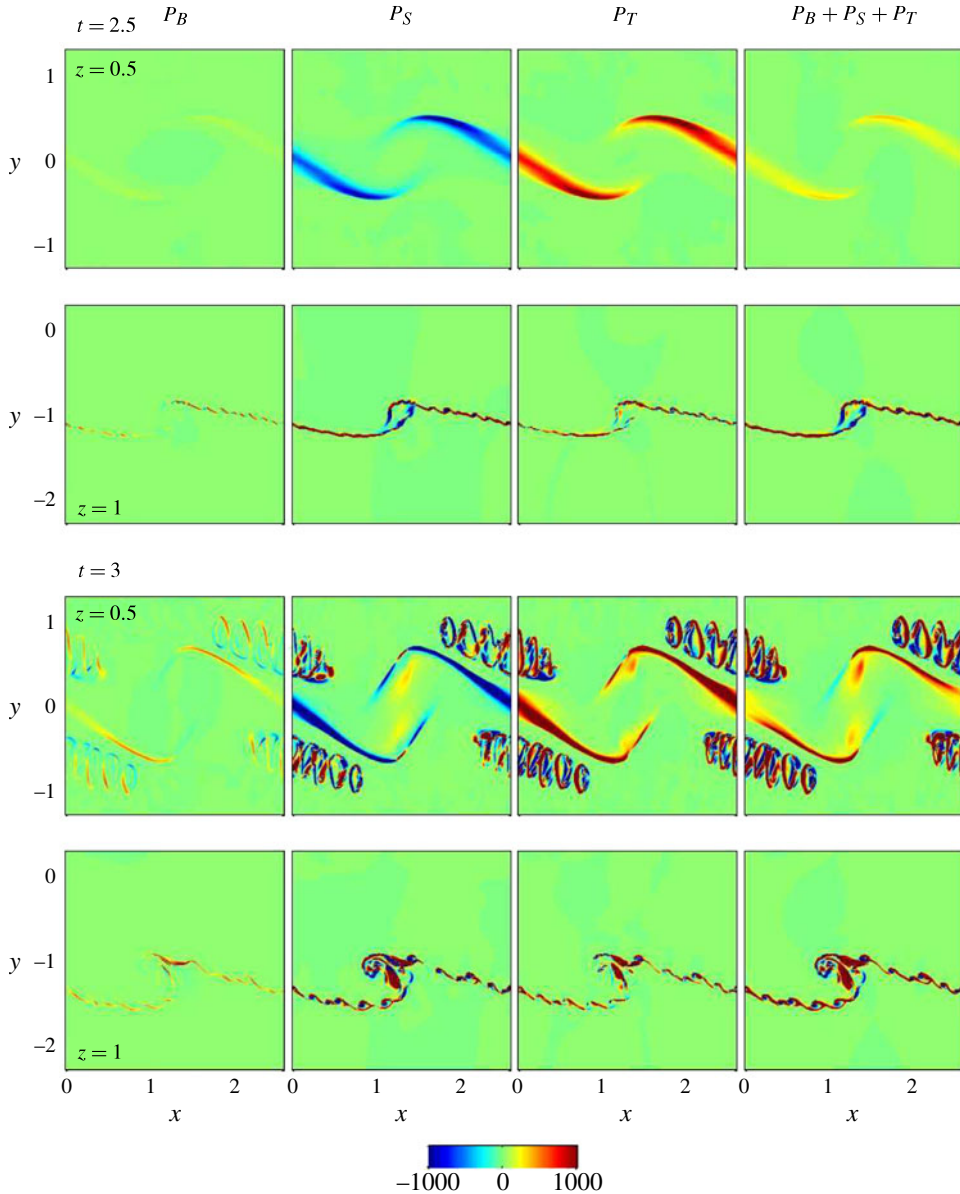 t = 2.5
P_B P_S P_T P_B + P_S + P_T
z = 0.5
1
y 0
–1
0
y –1
–2
z = 1
t = 3
z = 0.5
1
y 0
–1
0
y –1
–2
z = 1
0 1 2 0 1 2 0 1 2 0 1 2
x x x x
–1000 0 1000